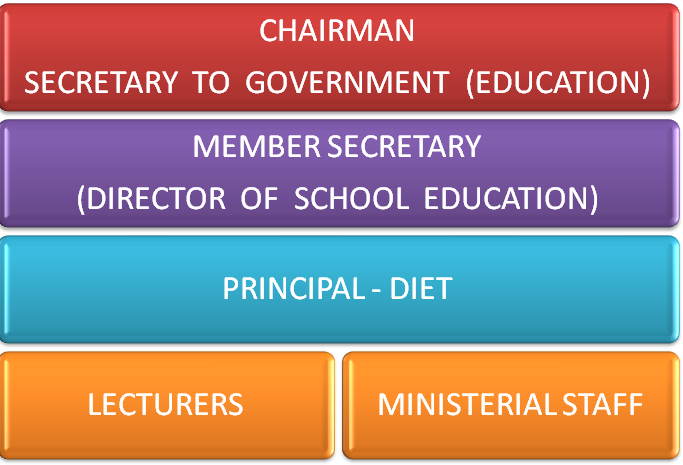 CHAIRMAN
SECRETARY TO GOVERNMENT (EDUCATION)
MEMBER SECRETARY
(DIRECTOR OF SCHOOL EDUCATION)
PRINCIPAL - DIET
LECTURERS
MINISTERIAL STAFF